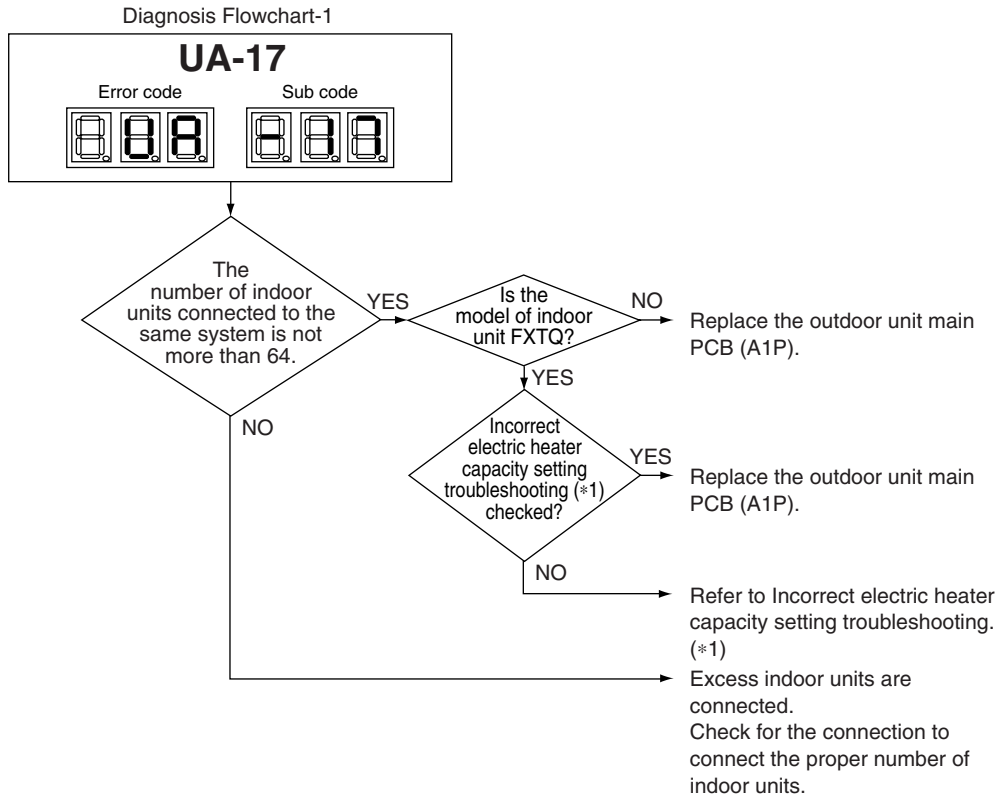 Diagnosis Flowchart-1
UA-17
Error code
Sub code
UA
-17
The
number of indoor
units connected to the
same system is not
more than 64.
YES
Is the
model of indoor
unit FXTQ?
NO
Replace the outdoor unit main
PCB (A1P).
YES
NO
Incorrect
electric heater
capacity setting
troubleshooting (*1)
checked?
YES
Replace the outdoor unit main
PCB (A1P).
NO
Refer to Incorrect electric heater
capacity setting troubleshooting.
(*1)
Excess indoor units are
connected.
Check for the connection to
connect the proper number of
indoor units.